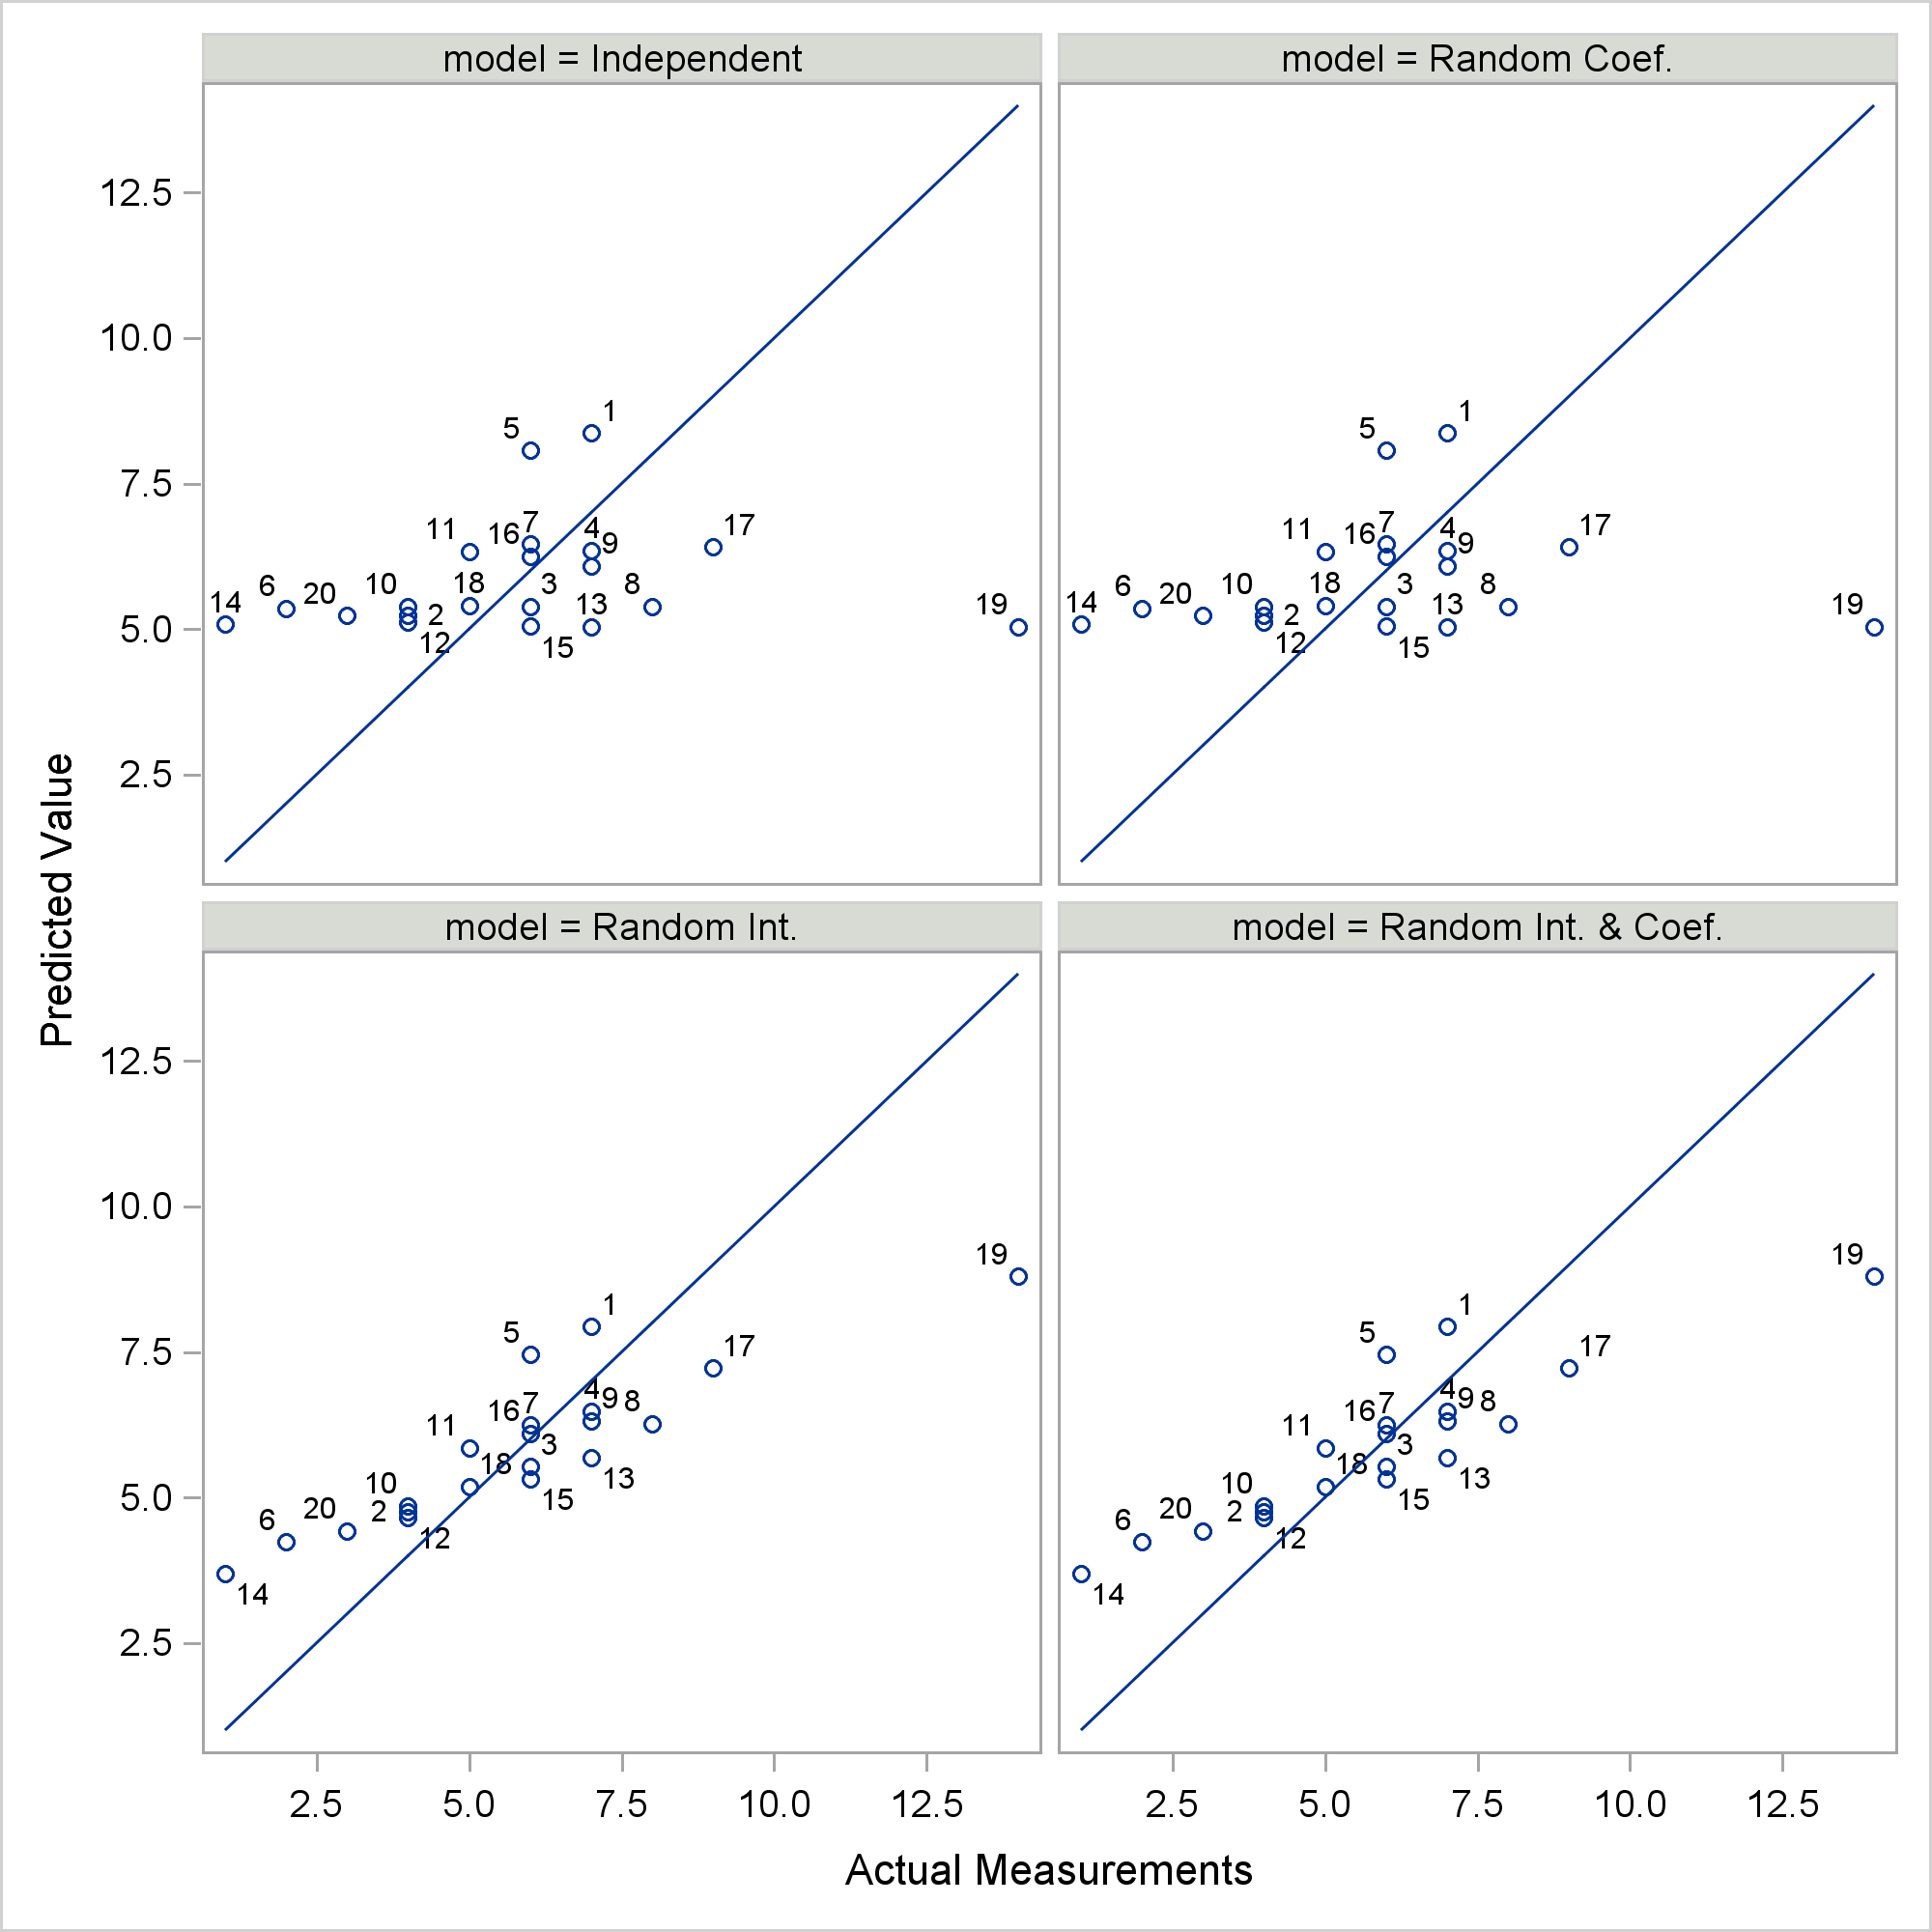 model = Independent
model = Random Coef.
12.5
10.0
7.5
5.0
2.5
5 1
11 16 7 4 9 17
14 6 20 10 2 12 18 3 15 13 8 19
5 1
11 16 7 4 9 17
14 6 20 10 2 12 18 3 15 13 8 19
Predicted Value
model = Random Int.
model = Random Int. & Coef.
12.5
10.0
7.5
5.0
2.5
19
5 1 17
11 16 7 4 9 8
10 18 3 13
6 20 2 12 15
14
19
5 1 17
11 16 7 4 9 8
10 18 3 13
6 20 2 12 15
14
2.5 5.0 7.5 10.0 12.5
2.5 5.0 7.5 10.0 12.5
Actual Measurements